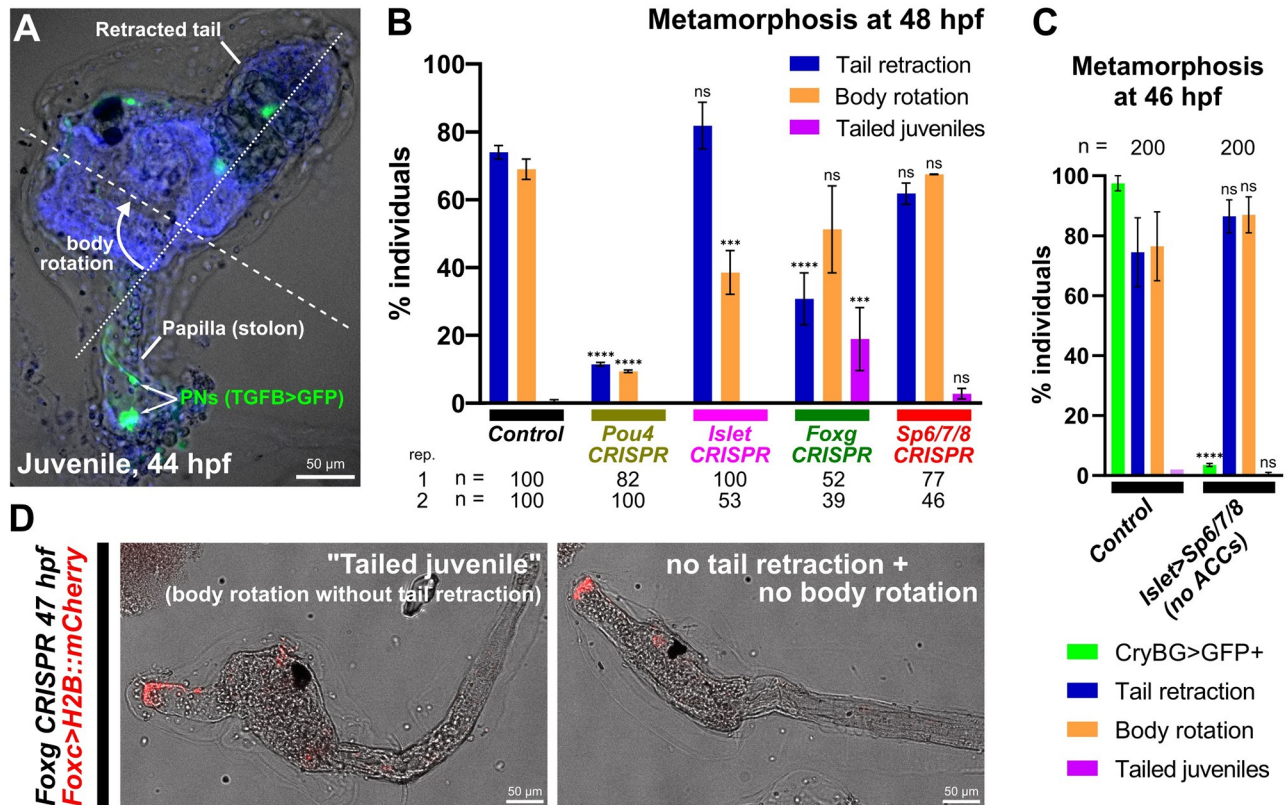 A
Retracted tail
body
rotation
Papilla (stolon)
PNs (TGFB>GFP)
Juvenile, 44 hpf
50 µm
B
Metamorphosis at 48 hpf
Tail retraction
Body rotation
Tailed juveniles
% individuals
100
80
60
40
20
0
**** **** ns *** **** *** ns ns ns
Control
Pou4
CRISPR
Islet
CRISPR
Foxg
CRISPR
Sp6/7/8
CRISPR
rep.
1 n = 100 82 100 52 77
2 n = 100 100 53 39 46
C
Metamorphosis
at 46 hpf
n = 200 200
% individuals
100
80
60
40
20
0
**** ns ns ns
Control
Islet>Sp6/7/8
(no ACCs)
CryBG>GFP+
Tail retraction
Body rotation
Tailed juveniles
D
Foxg CRISPR 47 hpf
Foxc>H2B::mCherry
"Tailed juvenile"
(body rotation without tail retraction)
50 µm
no tail retraction +
no body rotation
50 µm